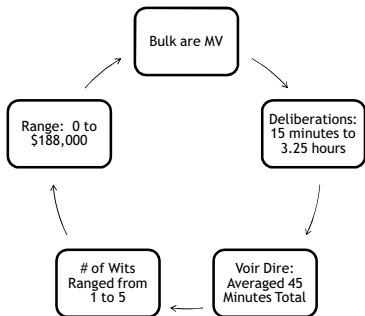 Bulk are MV
Deliberations:
15 minutes to
3.25 hours
Voir Dire:
Averaged 45
Minutes Total
# of Wits
Ranged from
1 to 5
Range: 0 to
$188,000